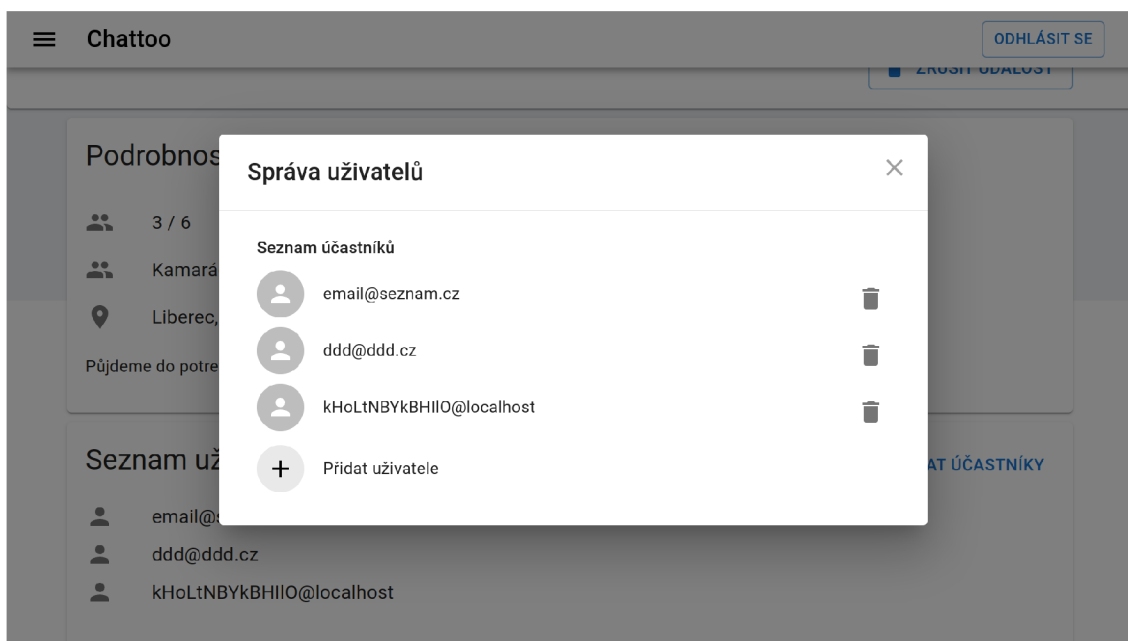 Chattoo
ODHLÁSIT SE
ZRUŠIT UDÁLOST
Podrobnos
Správa uživatelů
3 / 6
Seznam účastníků
Kamará
email@seznam.cz
Liberec,
ddd@ddd.cz
Půjdeme do potre
kHoLtNBYkBHIlO@localhost
Seznam už
Přidat uživatele
AT ÚČASTNÍKY
email@s
ddd@ddd.cz
kHoLtNBYkBHIlO@localhost